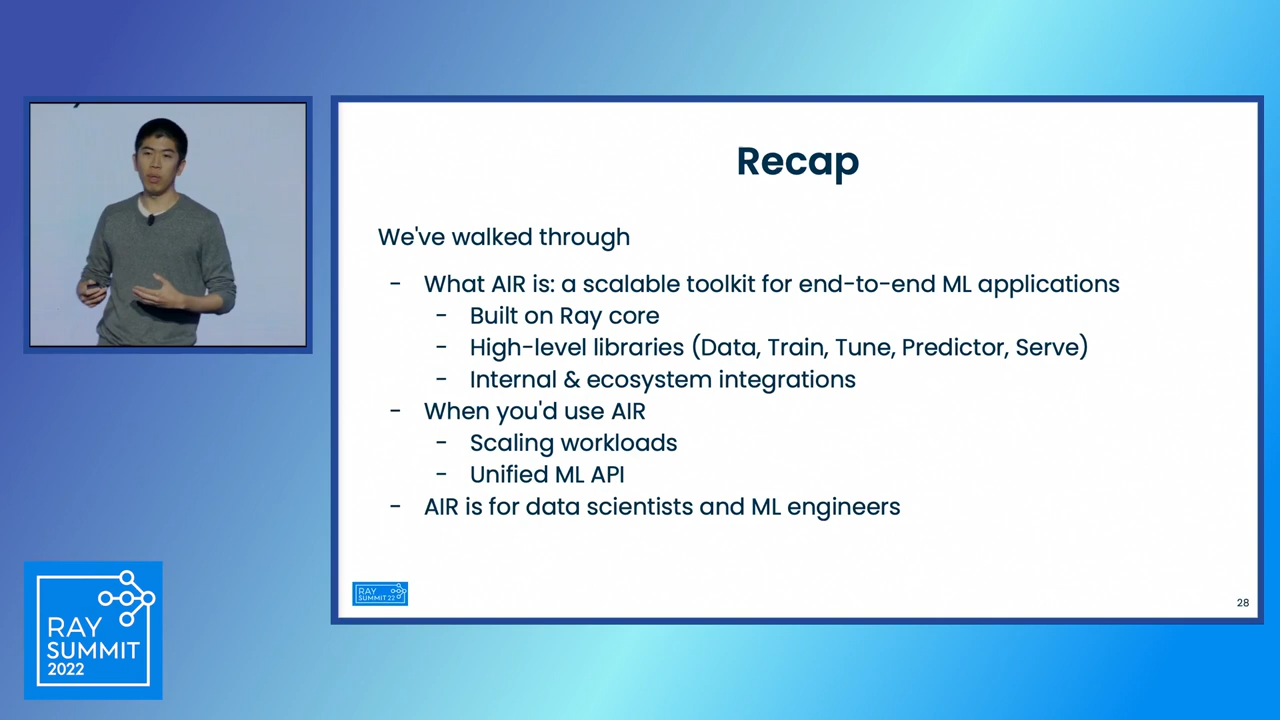 Recap
We've walked through
- What AIR is: a scalable toolkit for end-to-end ML applications
- Built on Ray core
- High-level libraries (Data, Train, Tune, Predictor, Serve)
- Internal & ecosystem integrations
- When you'd use AIR
- Scaling workloads
- Unified ML API
- AIR is for data scientists and ML engineers
RAY
SUMMIT 22
28
RAY
SUMMIT
2022